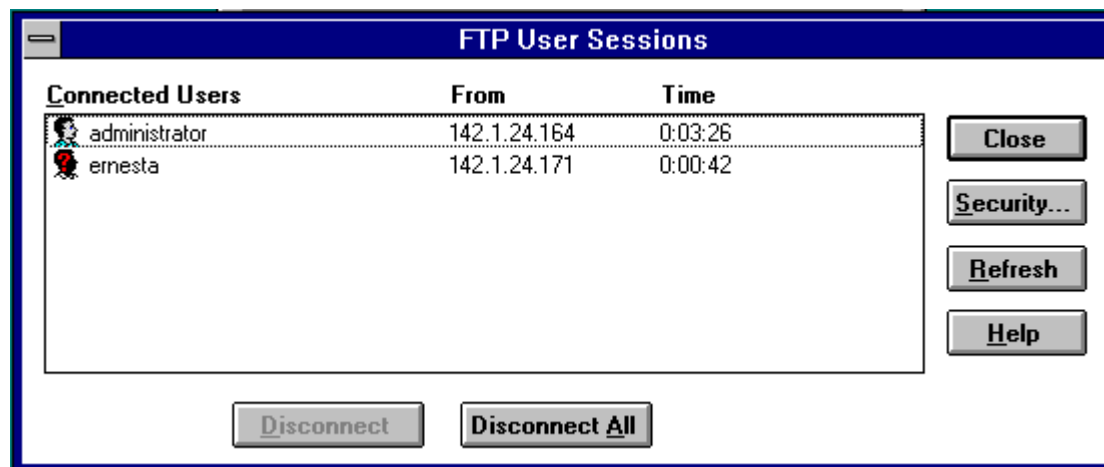 FTP User Sessions
Connected Users From Time
administrator 142.1.24.164 0:03:26
ernesta 142.1.24.171 0:00:42
Close
Security...
Refresh
Help
Disconnect Disconnect All